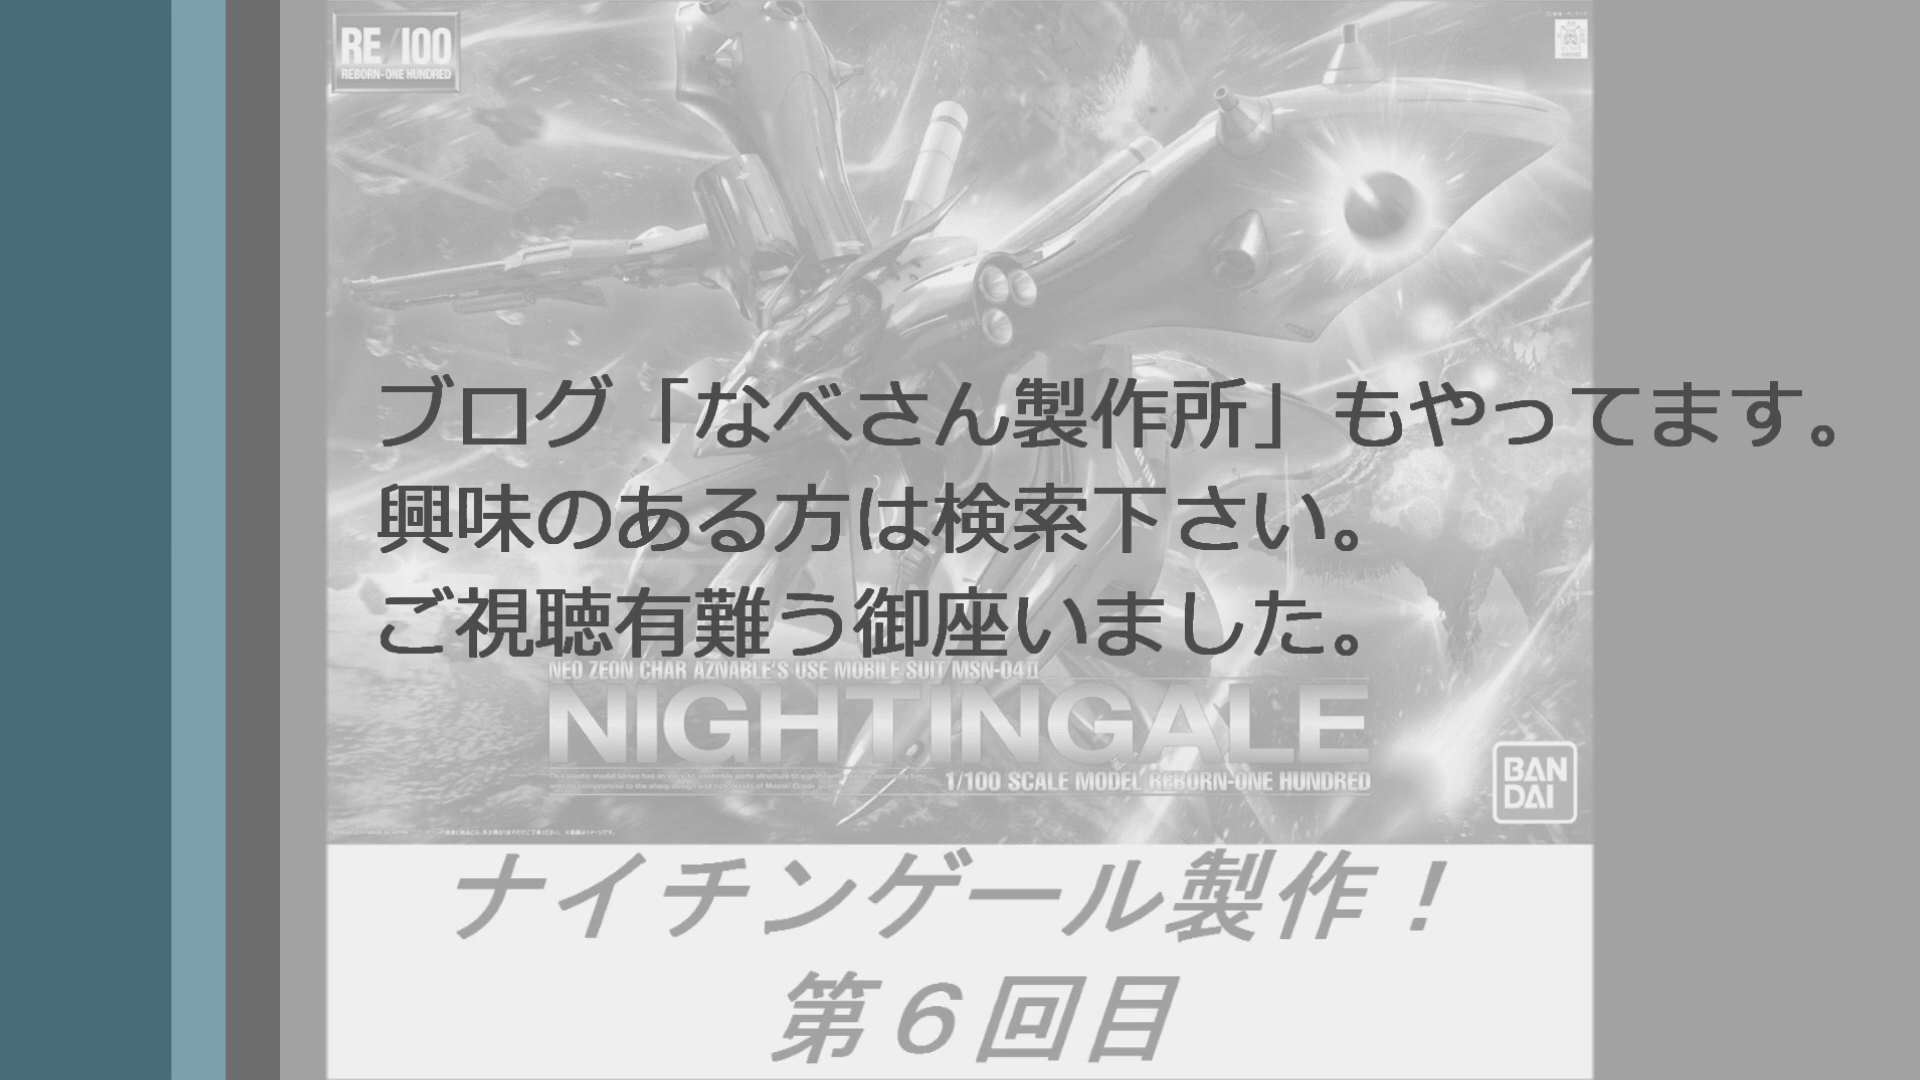 RE/100
REBORN-ONE HUNDRED
ブログ「なべさん製作所」もやってます。
興味のある方は検索下さい。
ご視聴有難う御座いました。
NEO ZEON CHAR AZNABLE'S USE MOBILE SUIT MSN-04Ⅱ
NIGHTINGALE
1/100 SCALE MODEL REBORN-ONE HUNDRED
BAN
DAI
ナイチンゲール製作！
第６回目